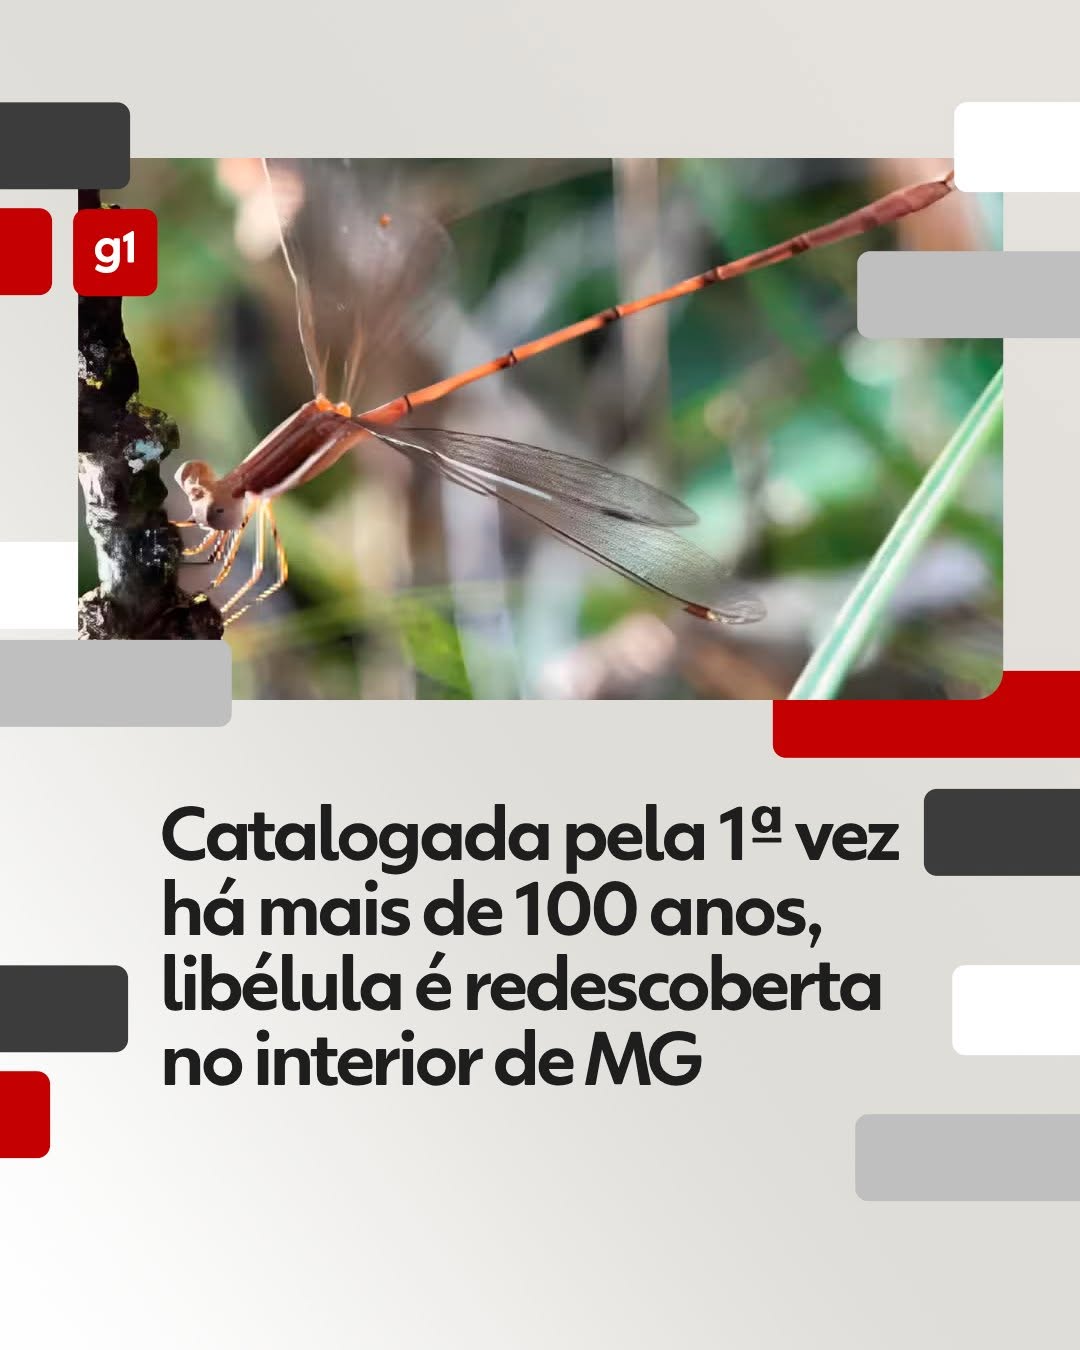 g1
Catalogada pela 1ª vez
há mais de 100 anos,
libélula é redescoberta
no interior de MG